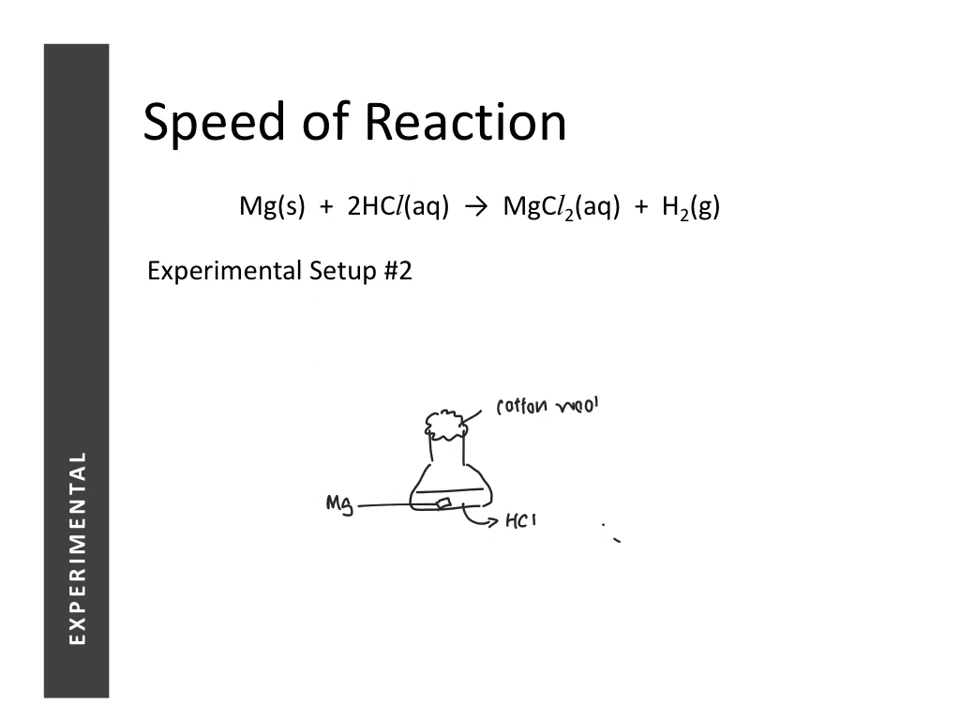 Speed of Reaction
Mg(s) + 2HCl(aq) → MgCl₂(aq) + H₂(g)
Experimental Setup #2
cotton wool
Mg
HCl
EXPERIMENTAL